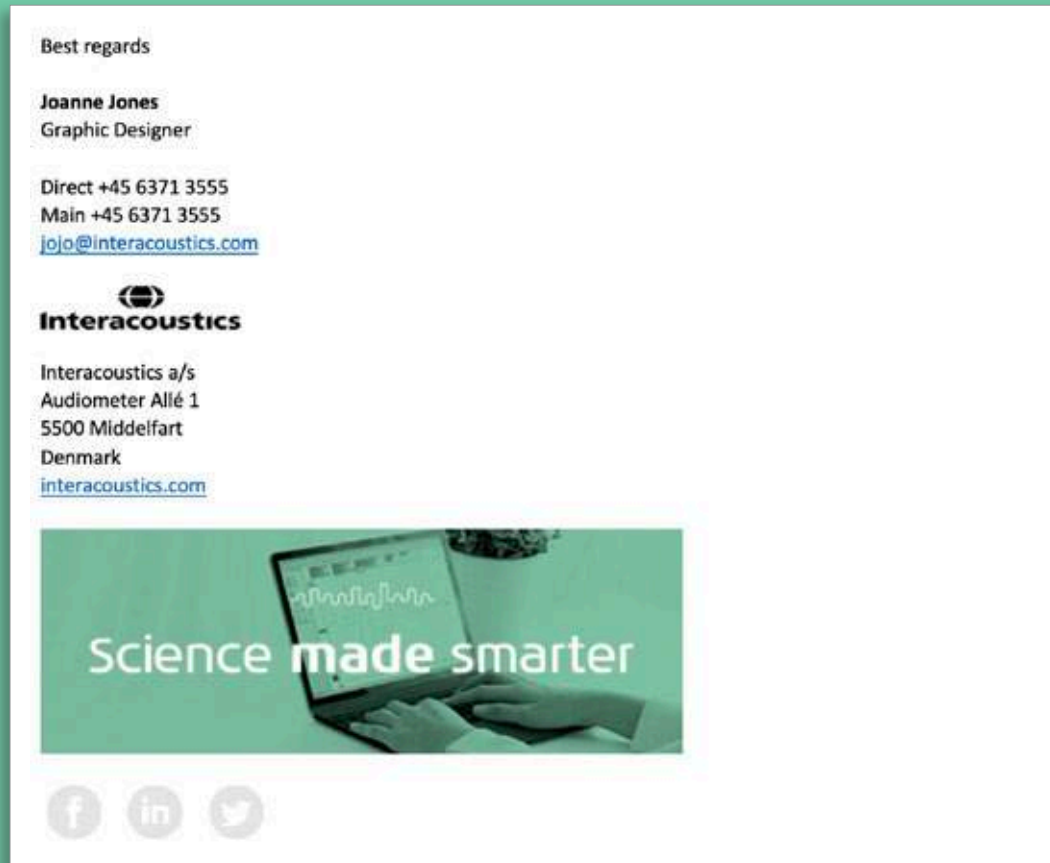 Best regards
Joanne Jones
Graphic Designer
Direct +45 6371 3555
Main +45 6371 3555
jojo@interacoustics.com
Interacoustics
Interacoustics a/s
Audiometer Allé 1
5500 Middelfart
Denmark
interacoustics.com
Science made smarter
f in